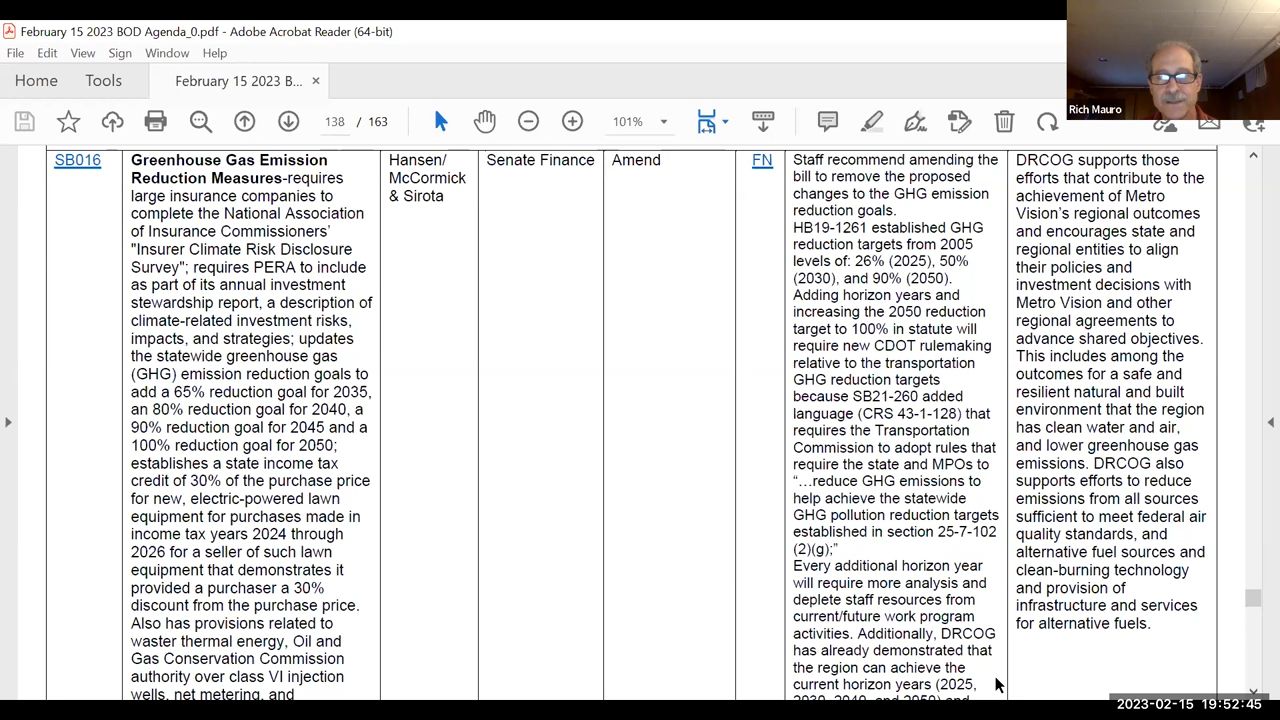 February 15 2023 BOD Agenda_0.pdf - Adobe Acrobat Reader (64-bit)
File Edit View Sign Window Help
Home Tools February 15 2023 B... ×
138 / 163 101%
Rich Mauro
SB016
Greenhouse Gas Emission
Reduction Measures-requires
large insurance companies to
complete the National Association
of Insurance Commissioners’
"Insurer Climate Risk Disclosure
Survey"; requires PERA to include
as part of its annual investment
stewardship report, a description of
climate-related investment risks,
impacts, and strategies; updates
the statewide greenhouse gas
(GHG) emission reduction goals to
add a 65% reduction goal for 2035,
an 80% reduction goal for 2040, a
90% reduction goal for 2045 and a
100% reduction goal for 2050;
establishes a state income tax
credit of 30% of the purchase price
for new, electric-powered lawn
equipment for purchases made in
income tax years 2024 through
2026 for a seller of such lawn
equipment that demonstrates it
provided a purchaser a 30%
discount from the purchase price.
Also has provisions related to
waster thermal energy, Oil and
Gas Conservation Commission
authority over class VI injection
wells, net metering, and
Hansen/
McCormick
& Sirota
Senate Finance
Amend
FN
Staff recommend amending the
bill to remove the proposed
changes to the GHG emission
reduction goals.
HB19-1261 established GHG
reduction targets from 2005
levels of: 26% (2025), 50%
(2030), and 90% (2050).
Adding horizon years and
increasing the 2050 reduction
target to 100% in statute will
require new CDOT rulemaking
relative to the transportation
GHG reduction targets
because SB21-260 added
language (CRS 43-1-128) that
requires the Transportation
Commission to adopt rules that
require the state and MPOs to
“…reduce GHG emissions to
help achieve the statewide
GHG pollution reduction targets
established in section 25-7-102
(2)(g);”
Every additional horizon year
will require more analysis and
deplete staff resources from
current/future work program
activities. Additionally, DRCOG
has already demonstrated that
the region can achieve the
current horizon years (2025,
2030, 2040, and 2050) and
DRCOG supports those
efforts that contribute to the
achievement of Metro
Vision’s regional outcomes
and encourages state and
regional entities to align
their policies and
investment decisions with
Metro Vision and other
regional agreements to
advance shared objectives.
This includes among the
outcomes for a safe and
resilient natural and built
environment that the region
has clean water and air,
and lower greenhouse gas
emissions. DRCOG also
supports efforts to reduce
emissions from all sources
sufficient to meet federal air
quality standards, and
alternative fuel sources and
clean-burning technology
and provision of
infrastructure and services
for alternative fuels.
2023-02-15 19:52:45